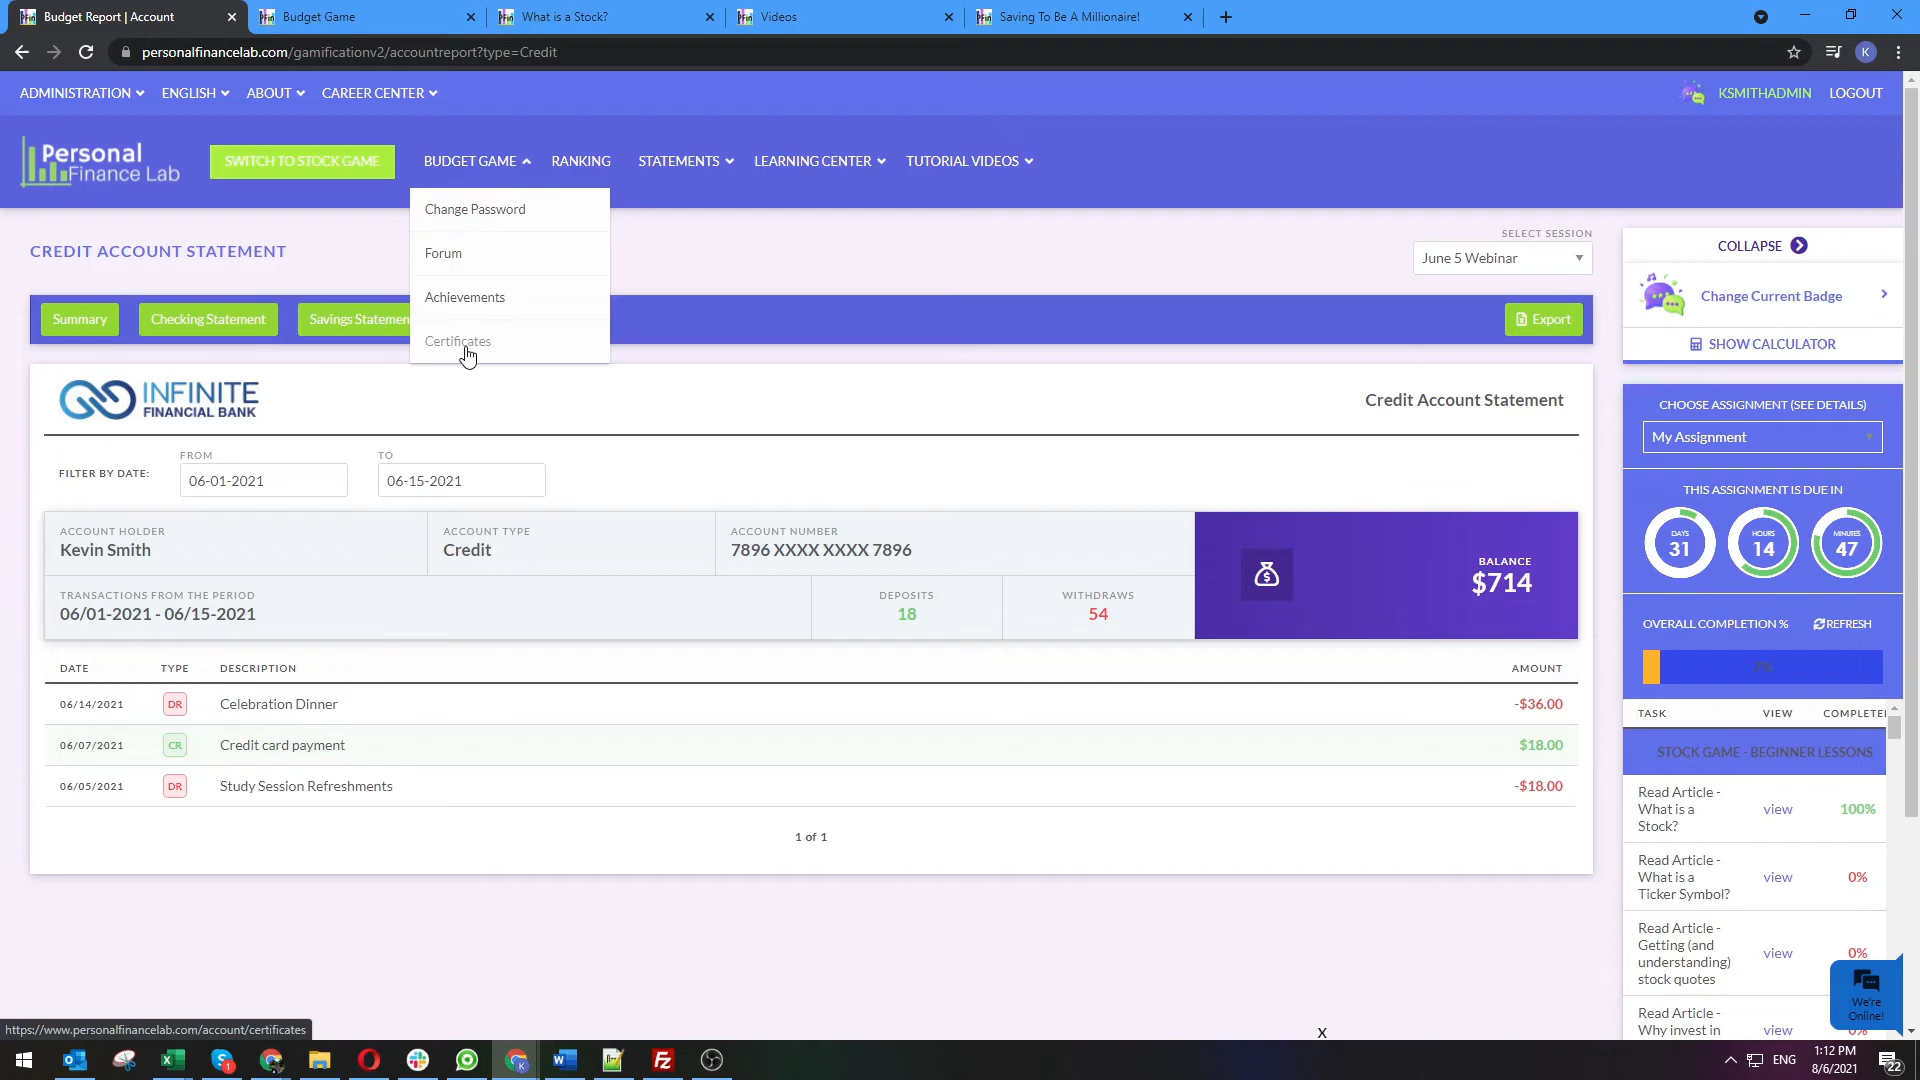 Budget Report | Account
Budget Game
What is a Stock?
Videos
Saving To Be A Millionaire!
personalfinancelab.com/gamificationv2/accountreport?type=Credit
K
ADMINISTRATION
ENGLISH
ABOUT
CAREER CENTER
KSMITHADMIN
LOGOUT
Personal
Finance Lab
SWITCH TO STOCK GAME
BUDGET GAME
RANKING
STATEMENTS
LEARNING CENTER
TUTORIAL VIDEOS
Change Password
Forum
Achievements
Certificates
CREDIT ACCOUNT STATEMENT
SELECT SESSION
June 5 Webinar
Summary
Checking Statement
Savings Statemen
Export
COLLAPSE
Change Current Badge
SHOW CALCULATOR
INFINITE
FINANCIAL BANK
Credit Account Statement
FILTER BY DATE:
FROM
06-01-2021
TO
06-15-2021
ACCOUNT HOLDER
Kevin Smith
ACCOUNT TYPE
Credit
ACCOUNT NUMBER
7896 XXXX XXXX 7896
TRANSACTIONS FROM THE PERIOD
06/01-2021 - 06/15-2021
DEPOSITS
18
WITHDRAWS
54
BALANCE
$714
DATE TYPE DESCRIPTION AMOUNT
06/14/2021 DR Celebration Dinner -$36.00
06/07/2021 CR Credit card payment $18.00
06/05/2021 DR Study Session Refreshments -$18.00
1 of 1
CHOOSE ASSIGNMENT (SEE DETAILS)
My Assignment
THIS ASSIGNMENT IS DUE IN
DAYS
31
HOURS
14
MINUTES
47
OVERALL COMPLETION %
REFRESH
7%
TASK VIEW COMPLETE
STOCK GAME - BEGINNER LESSONS
Read Article -
What is a
Stock?
view
100%
Read Article -
What is a
Ticker Symbol?
view
0%
Read Article -
Getting (and
understanding)
stock quotes
view
0%
Read Article -
Why invest in
view
0%
We're
Online!
https://www.personalfinancelab.com/account/certificates
X
ENG
1:12 PM
8/6/2021
22